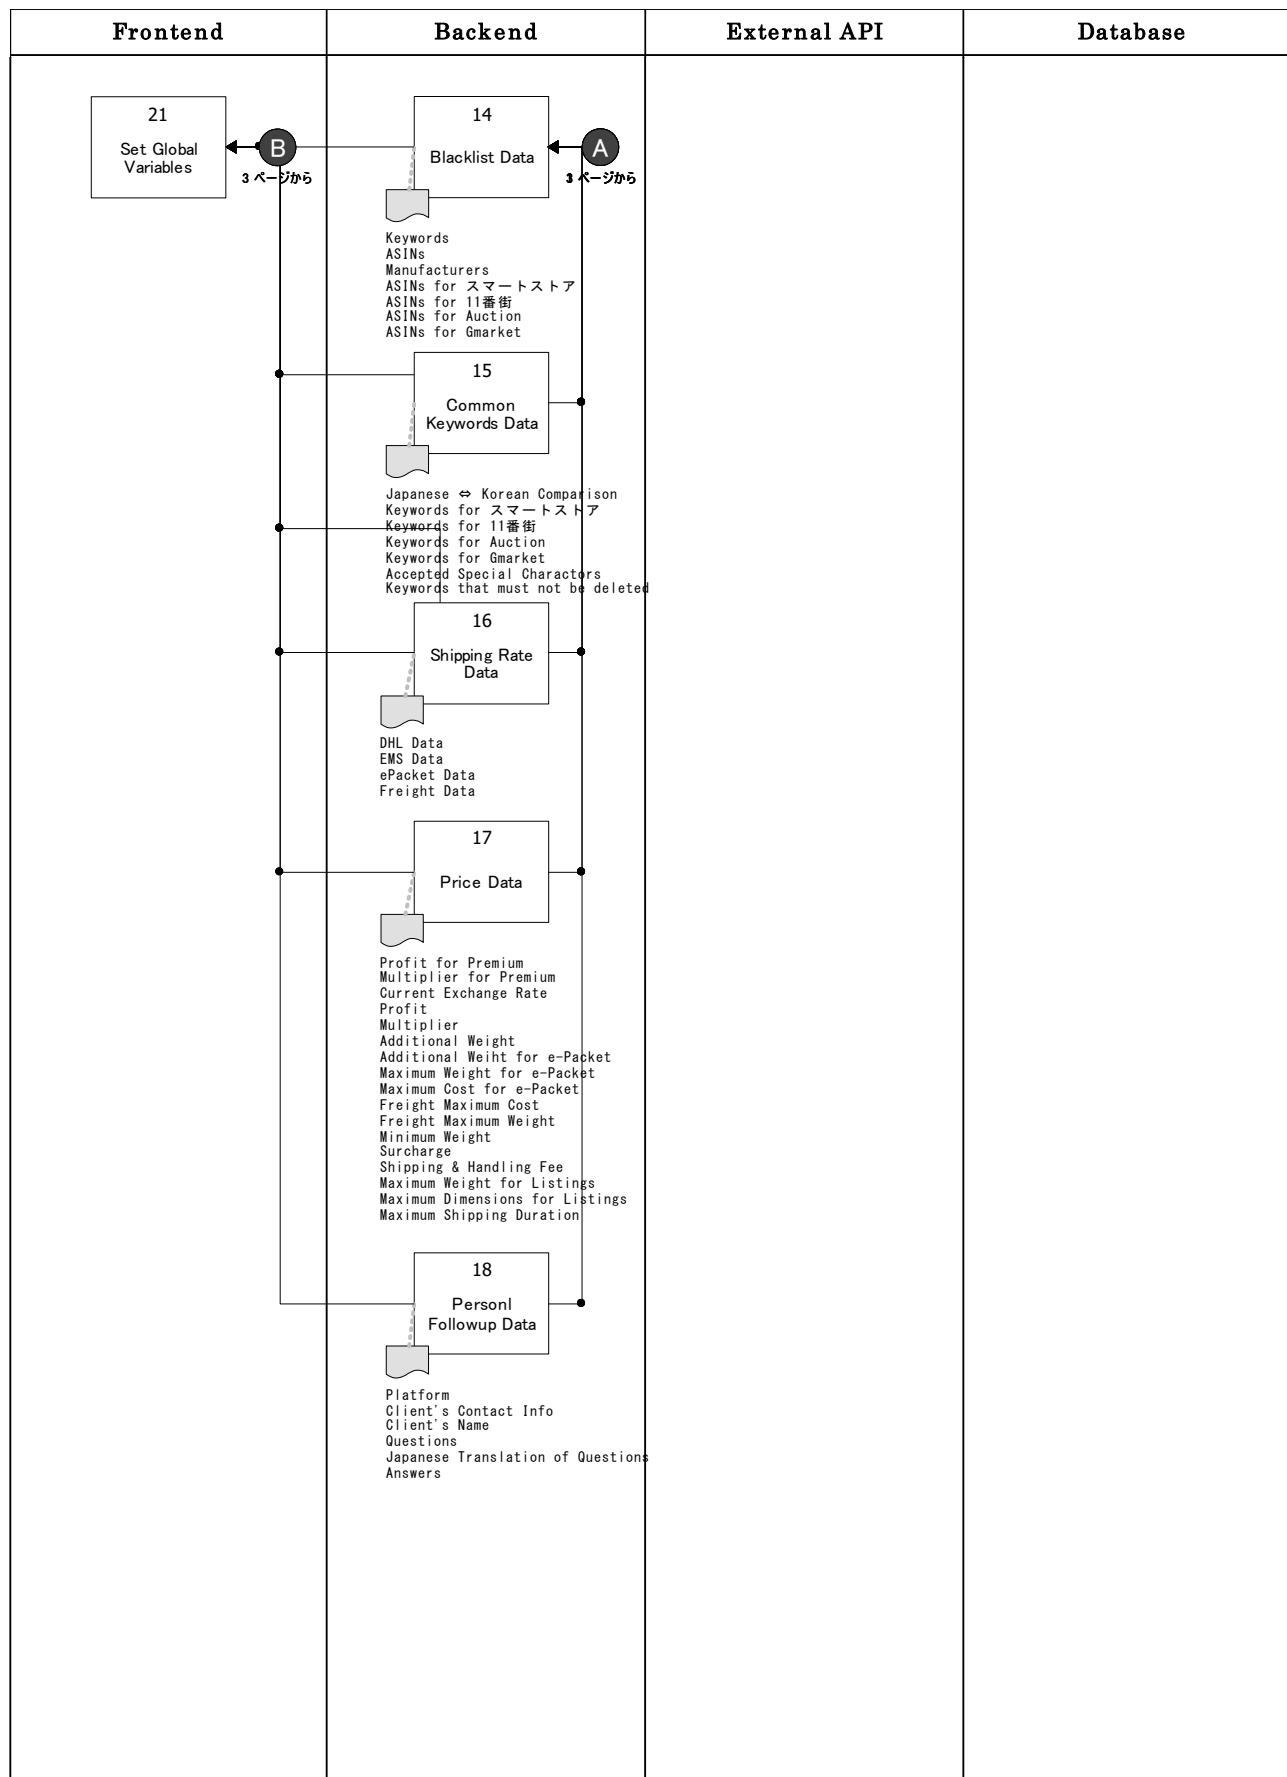 Frontend
Backend
External API
Database
21
Set Global
Variables
B
3 ページから
14
Blacklist Data
A
3 ページから
Keywords
ASINs
Manufacturers
ASINs for スマートストア
ASINs for 11番街
ASINs for Auction
ASINs for Gmarket
15
Common
Keywords Data
Japanese ⇔ Korean Comparison
Keywords for スマートストア
Keywords for 11番街
Keywords for Auction
Keywords for Gmarket
Accepted Special Charactors
Keywords that must not be deleted
16
Shipping Rate
Data
DHL Data
EMS Data
ePacket Data
Freight Data
17
Price Data
Profit for Premium
Multiplier for Premium
Current Exchange Rate
Profit
Multiplier
Additional Weight
Additional Weiht for e-Packet
Maximum Weight for e-Packet
Maximum Cost for e-Packet
Freight Maximum Cost
Freight Maximum Weight
Minimum Weight
Surcharge
Shipping & Handling Fee
Maximum Weight for Listings
Maximum Dimensions for Listings
Maximum Shipping Duration
18
Personl
Followup Data
Platform
Client's Contact Info
Client's Name
Questions
Japanese Translation of Questions
Answers